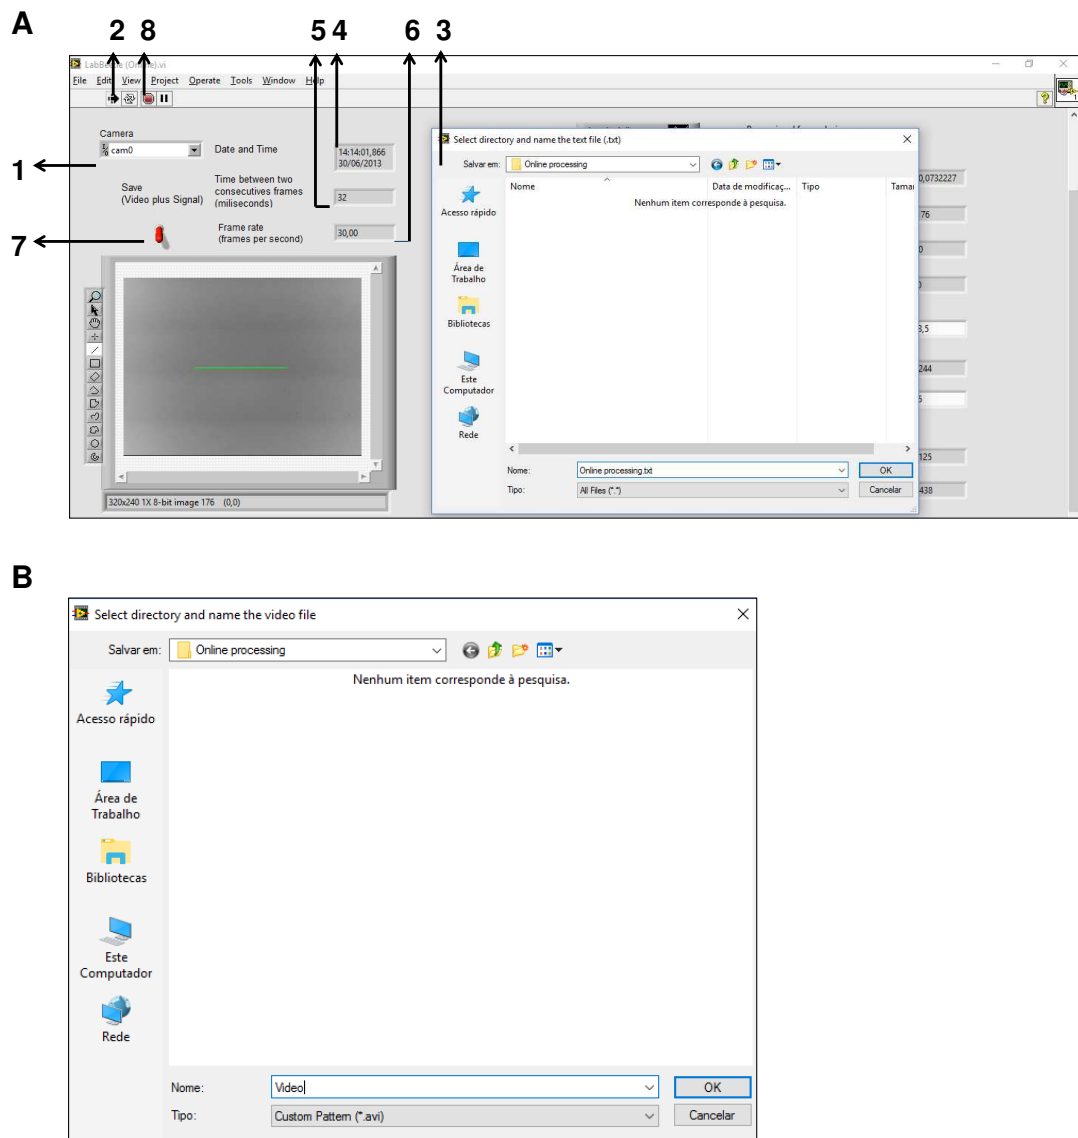 A
2 8 5 4 6 3
File Edit View Project Operate Tools Window Help
Camera
cam0
Date and Time
14:14:01,866
30/06/2013
1
Save
(Video plus Signal)
Time between two
consecutives frames
(miliseconds)
32
7
Frame rate
(frames per second)
30,00
320x240 1X 8-bit image 176 (0,0)
Select directory and name the text file (.txt)
Salvar em:
Online processing
Nome
Data de modificaç...
Tipo
Tamai
Nenhum item corresponde à pesquisa.
Acesso rápido
Área de
Trabalho
Bibliotecas
Este
Computador
Rede
Nome:
Online processing.txt
OK
Tipo:
All Files (*.*)
Cancelar
0,0732227
76
0
3,5
244
125
438
B
Select directory and name the video file
Salvar em:
Online processing
Nenhum item corresponde à pesquisa.
Acesso rápido
Área de
Trabalho
Bibliotecas
Este
Computador
Rede
Nome:
Video
OK
Tipo:
Custom Pattern (*.avi)
Cancelar